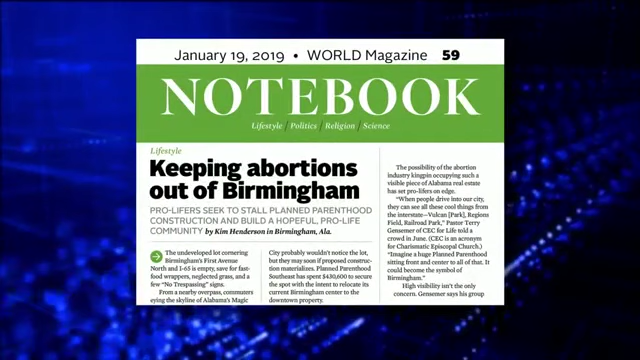 January 19, 2019 • WORLD Magazine 59
NOTEBOOK
Lifestyle / Politics / Religion / Science
Lifestyle
Keeping abortions
out of Birmingham
PRO-LIFERS SEEK TO STALL PLANNED PARENTHOOD
CONSTRUCTION AND BUILD A HOPEFUL, PRO-LIFE
COMMUNITY by Kim Henderson in Birmingham, Ala.
The undeveloped lot cornering
Birmingham's First Avenue
North and I-65 is empty, save for fast-
food wrappers, neglected grass, and a
few "No Trespassing" signs.
From a nearby overpass, commuters
eyeing the skyline of Alabama's Magic
City probably wouldn't notice the lot,
but they may soon if proposed construc-
tion materializes. Planned Parenthood
Southeast has spent $430,600 to secure
the spot with the intent to relocate its
current Birmingham center to the
downtown property.
The possibility of the abortion
industry kingpin occupying such a
visible piece of Alabama real estate
has set pro-lifers on edge.
"When people drive into our city,
they can see all these cool things from
the interstate—Vulcan [Park], Regions
Field, Railroad Park," Pastor Terry
Gensemer of CEC for Life told a
crowd in June. (CEC is an acronym
for Charismatic Episcopal Church.)
"Imagine a huge Planned Parenthood
sitting front and center to all of that. It
could become the symbol of
Birmingham."
High visibility isn't the only
concern. Gensemer says his group